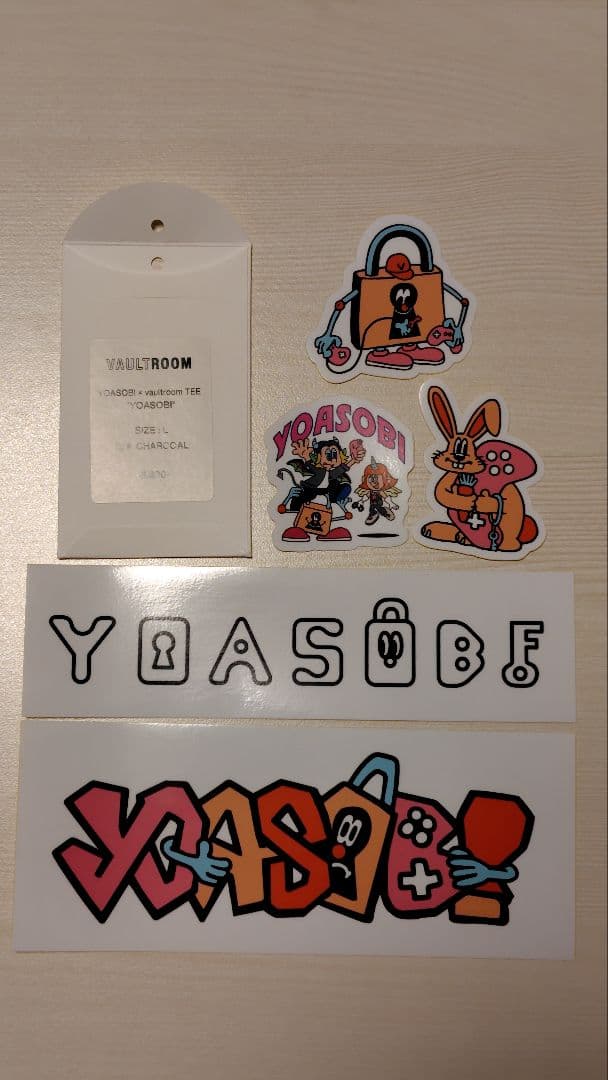 VAULTROOM
YOASOBI × vaultroom TEE
"YOASOBI"
SIZE : L
CHARCOAL
YOASOBI
YOASOBI
YOASOBI